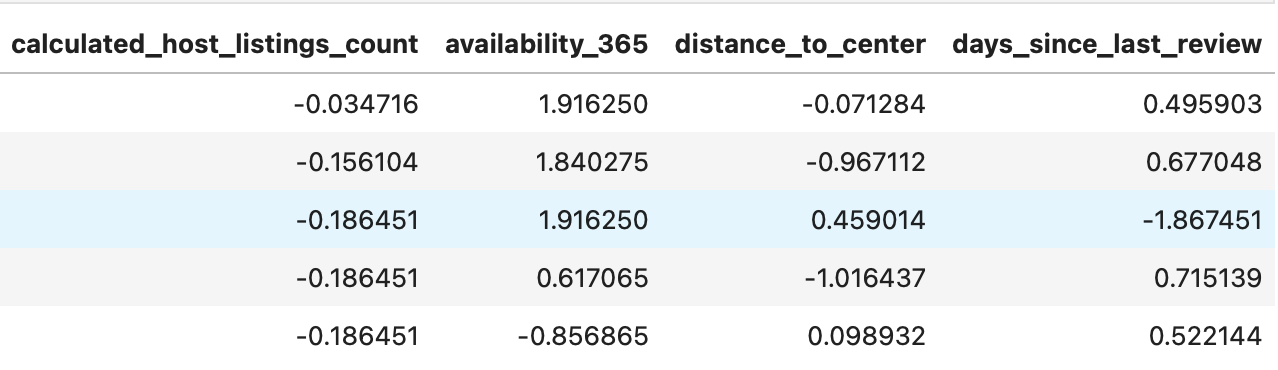 calculated_host_listings_count availability_365 distance_to_center days_since_last_review
-0.034716 1.916250 -0.071284 0.495903
-0.156104 1.840275 -0.967112 0.677048
-0.186451 1.916250 0.459014 -1.867451
-0.186451 0.617065 -1.016437 0.715139
-0.186451 -0.856865 0.098932 0.522144